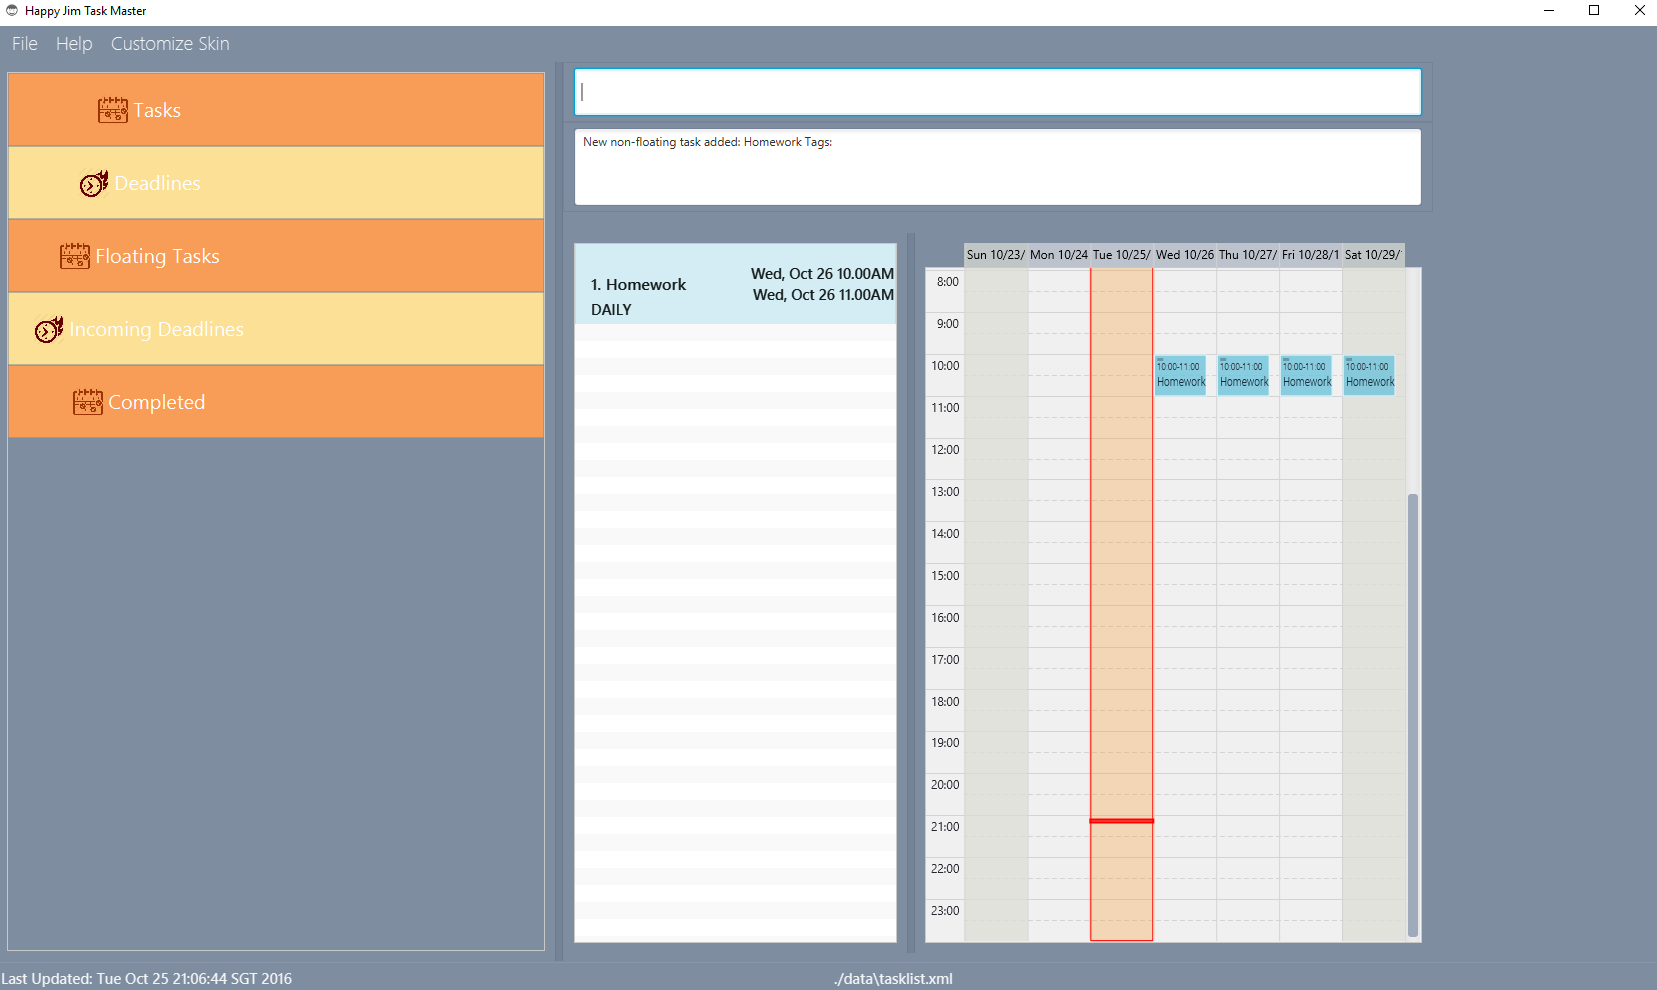 Happy Jim Task Master
File Help Customize Skin
Tasks
Deadlines
Floating Tasks
Incoming Deadlines
Completed
New non-floating task added: Homework Tags:
1. Homework
DAILY
Wed, Oct 26 10.00AM
Wed, Oct 26 11.00AM
Sun 10/23/ Mon 10/24 Tue 10/25/ Wed 10/26 Thu 10/27/ Fri 10/28/1 Sat 10/29/
8:00
9:00
10:00
11:00
12:00
13:00
14:00
15:00
16:00
17:00
18:00
19:00
20:00
21:00
22:00
23:00
10:00-11:00 10:00-11:00 10:00-11:00 10:00-11:00
Homework Homework Homework Homework
Last Updated: Tue Oct 25 21:06:44 SGT 2016
./data\tasklist.xml